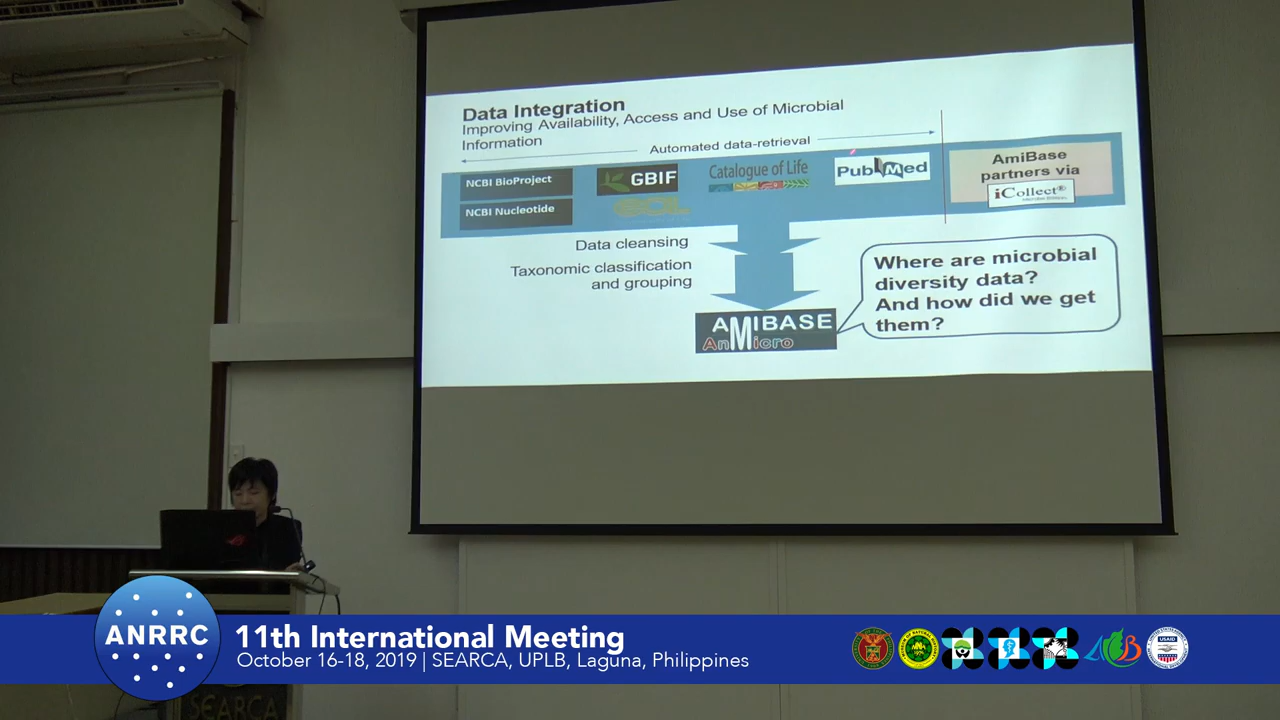 Data Integration
Improving Availability, Access and Use of Microbial
Information
Automated data-retrieval
NCBI BioProject
NCBI Nucleotide
GBIF
EOL
Catalogue of Life
PubMed
AmiBase
partners via
iCollect®
Data cleansing
Taxonomic classification
and grouping
Where are microbial
diversity data?
And how did we get
them?
AMIBASE
AnMicro
ANRRC
11th International Meeting
October 16-18, 2019 | SEARCA, UPLB, Laguna, Philippines
USAID
SEARCA